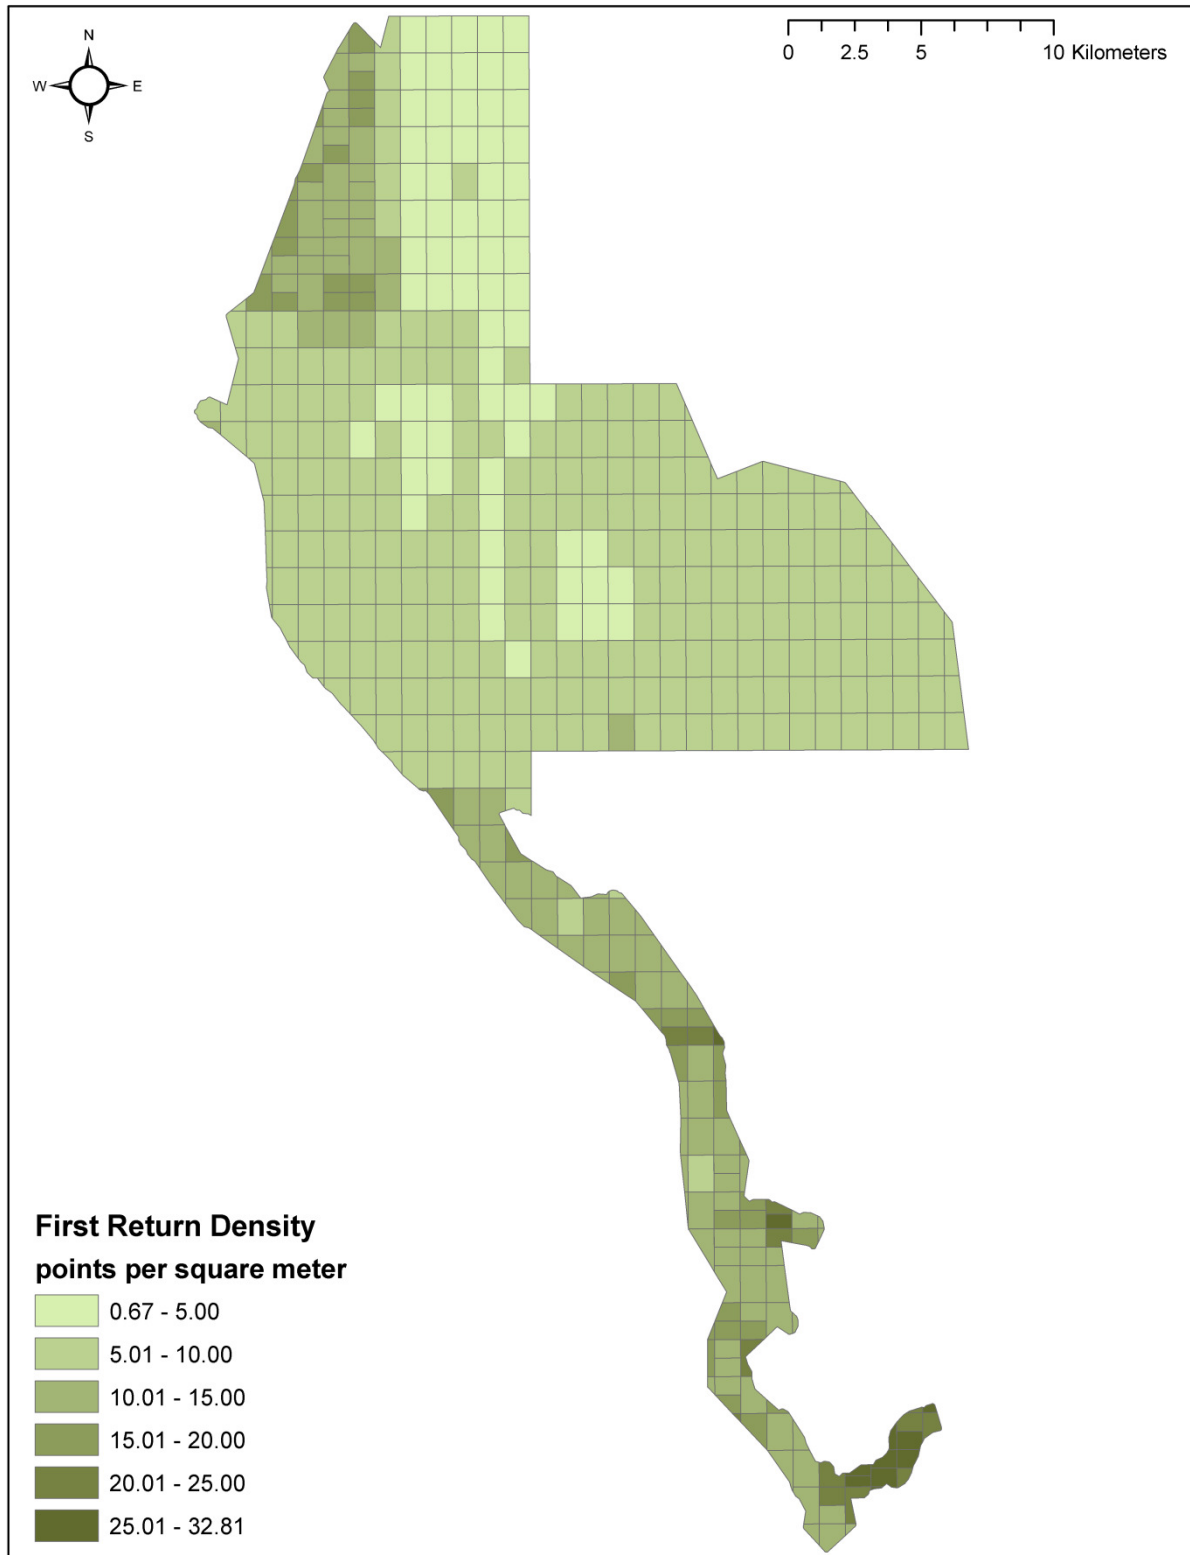 N
W E
S
0 2.5 5 10 Kilometers
First Return Density
points per square meter
0.67 - 5.00
5.01 - 10.00
10.01 - 15.00
15.01 - 20.00
20.01 - 25.00
25.01 - 32.81